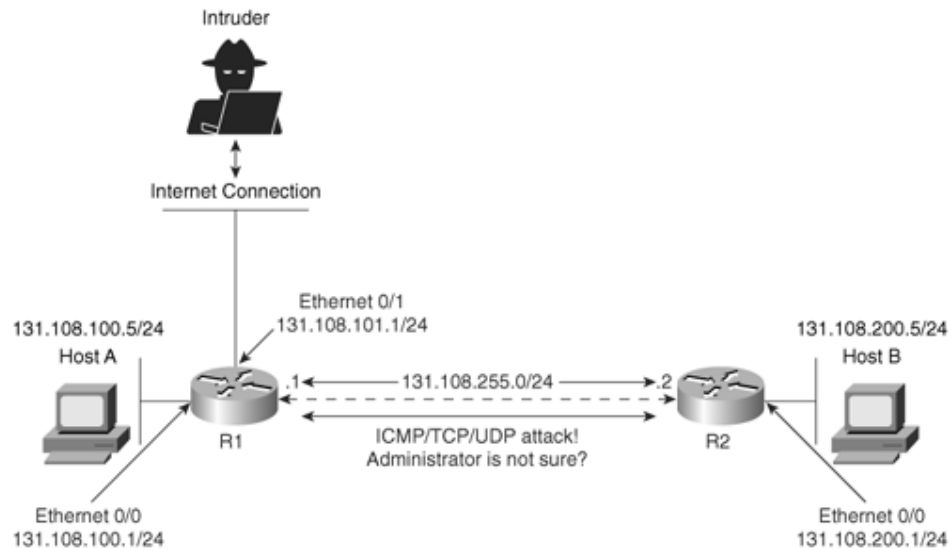 Intruder
Internet Connection
Ethernet 0/1
131.108.101.1/24
131.108.100.5/24
Host A
131.108.200.5/24
Host B
.1
131.108.255.0/24
.2
R1
R2
ICMP/TCP/UDP attack!
Administrator is not sure?
Ethernet 0/0
131.108.100.1/24
Ethernet 0/0
131.108.200.1/24